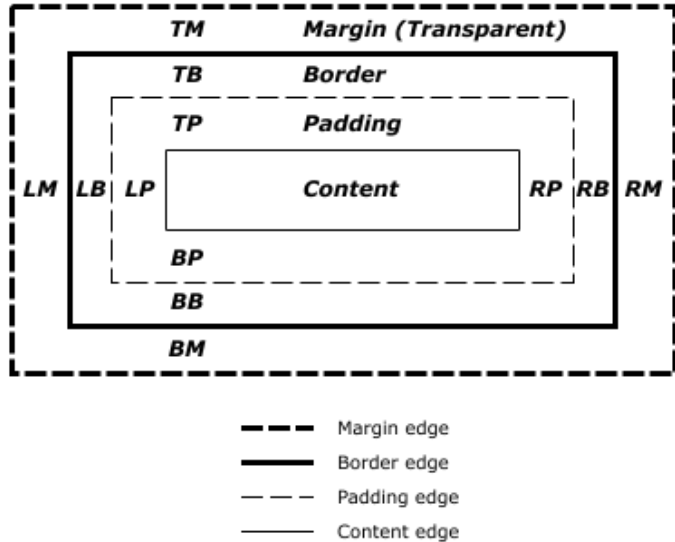 TM Margin (Transparent)
TB Border
TP Padding
LM LB LP Content RP RB RM
BP
BB
BM
Margin edge
Border edge
Padding edge
Content edge